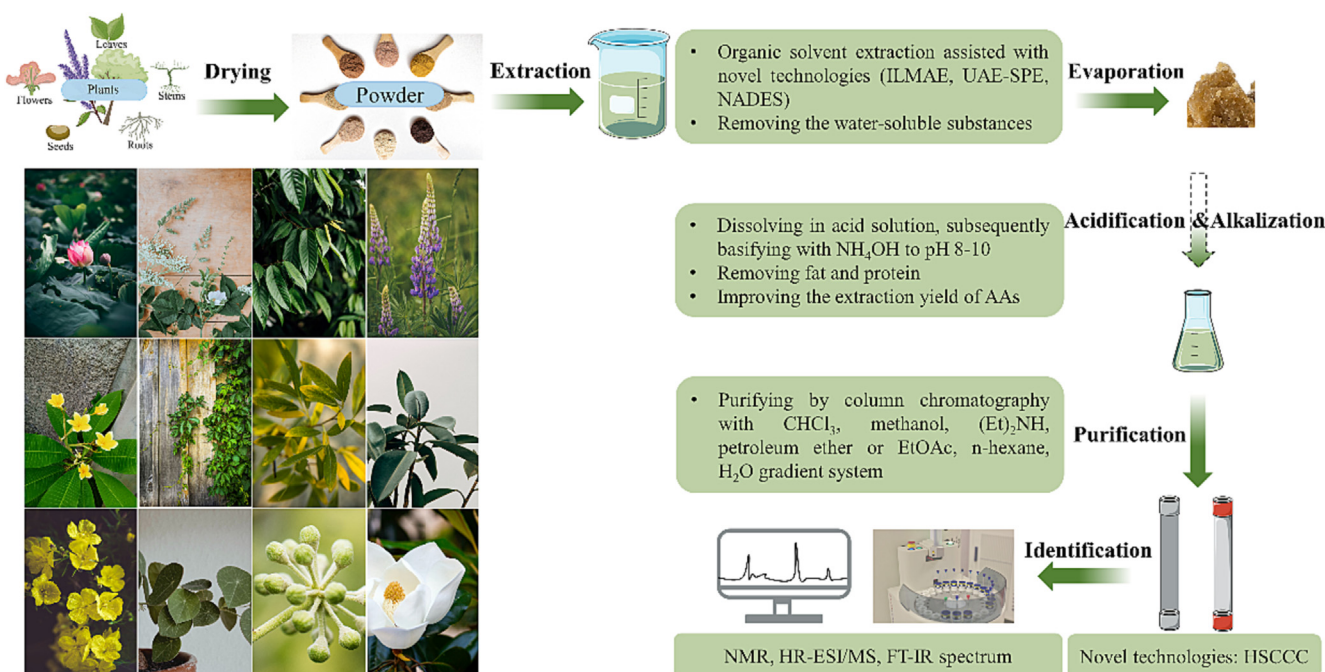 Leaves
Flowers
Plants
Stems
Seeds
Roots
Drying
Powder
Extraction
• Organic solvent extraction assisted with
novel technologies (ILMAE, UAE-SPE,
NADES)
• Removing the water-soluble substances
Evaporation
Acidification & Alkalization
• Dissolving in acid solution, subsequently
basifying with NH₄OH to pH 8-10
• Removing fat and protein
• Improving the extraction yield of AAs
• Purifying by column chromatography
with CHCl₃, methanol, (Et)₂NH,
petroleum ether or EtOAc, n-hexane,
H₂O gradient system
Purification
Identification
NMR, HR-ESI/MS, FT-IR spectrum
Novel technologies: HSCCC